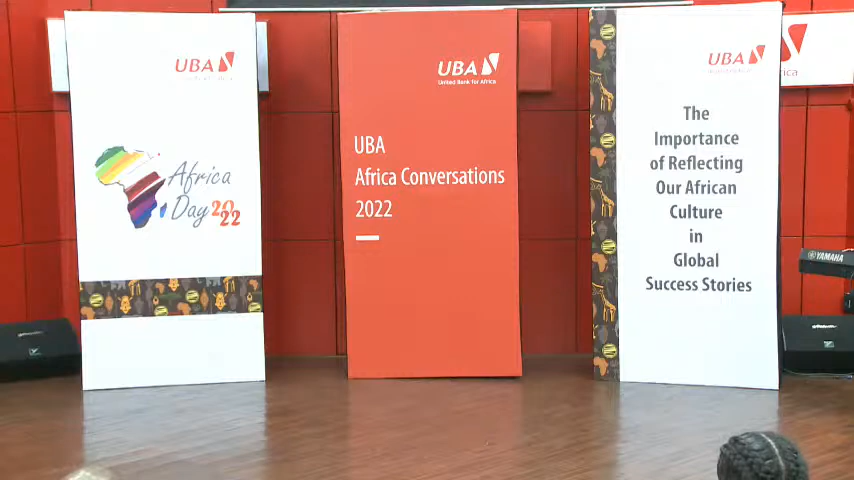 UBA
Africa
Day 2022
UBA
United Bank for Africa
UBA
Africa Conversations
2022
UBA
The
Importance
of Reflecting
Our African
Culture
in
Global
Success Stories
YAMAHA